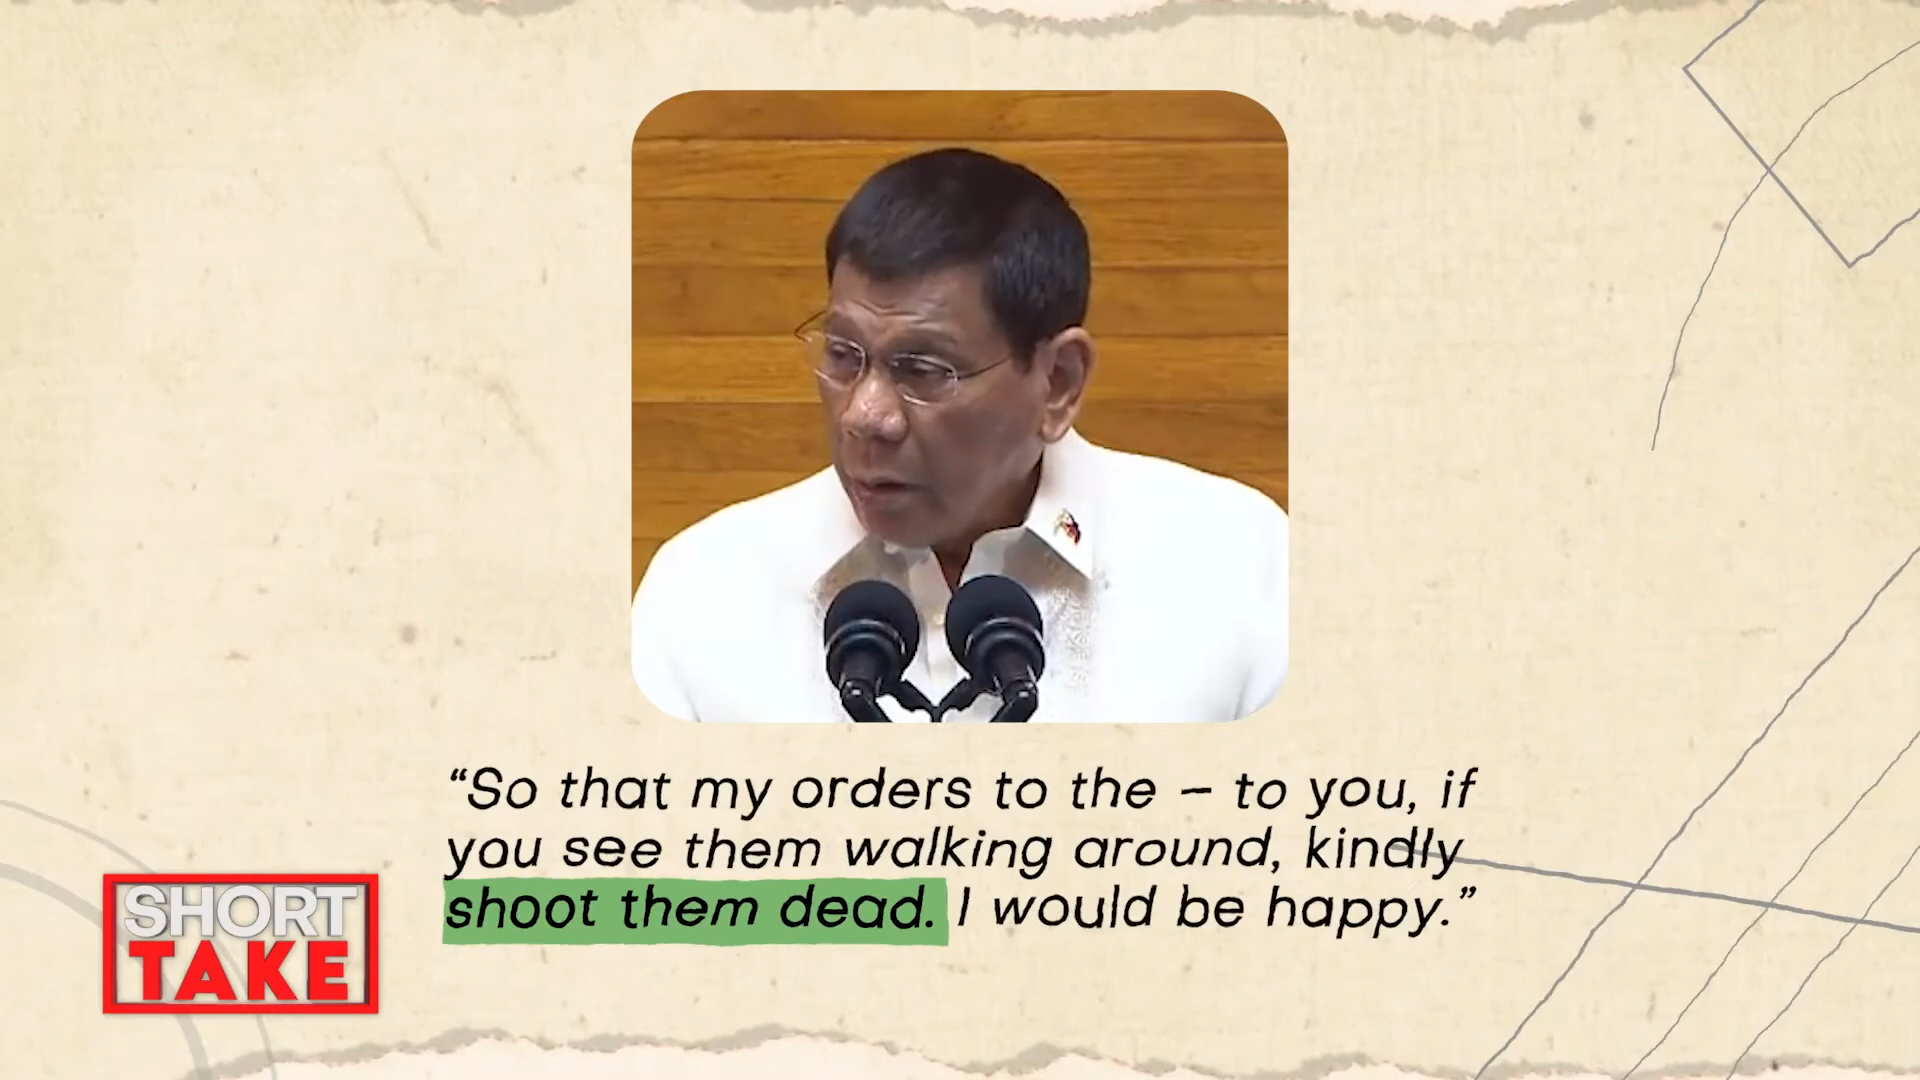 “So that my orders to the – to you, if
you see them walking around, kindly
shoot them dead. I would be happy.”
SHORT
TAKE